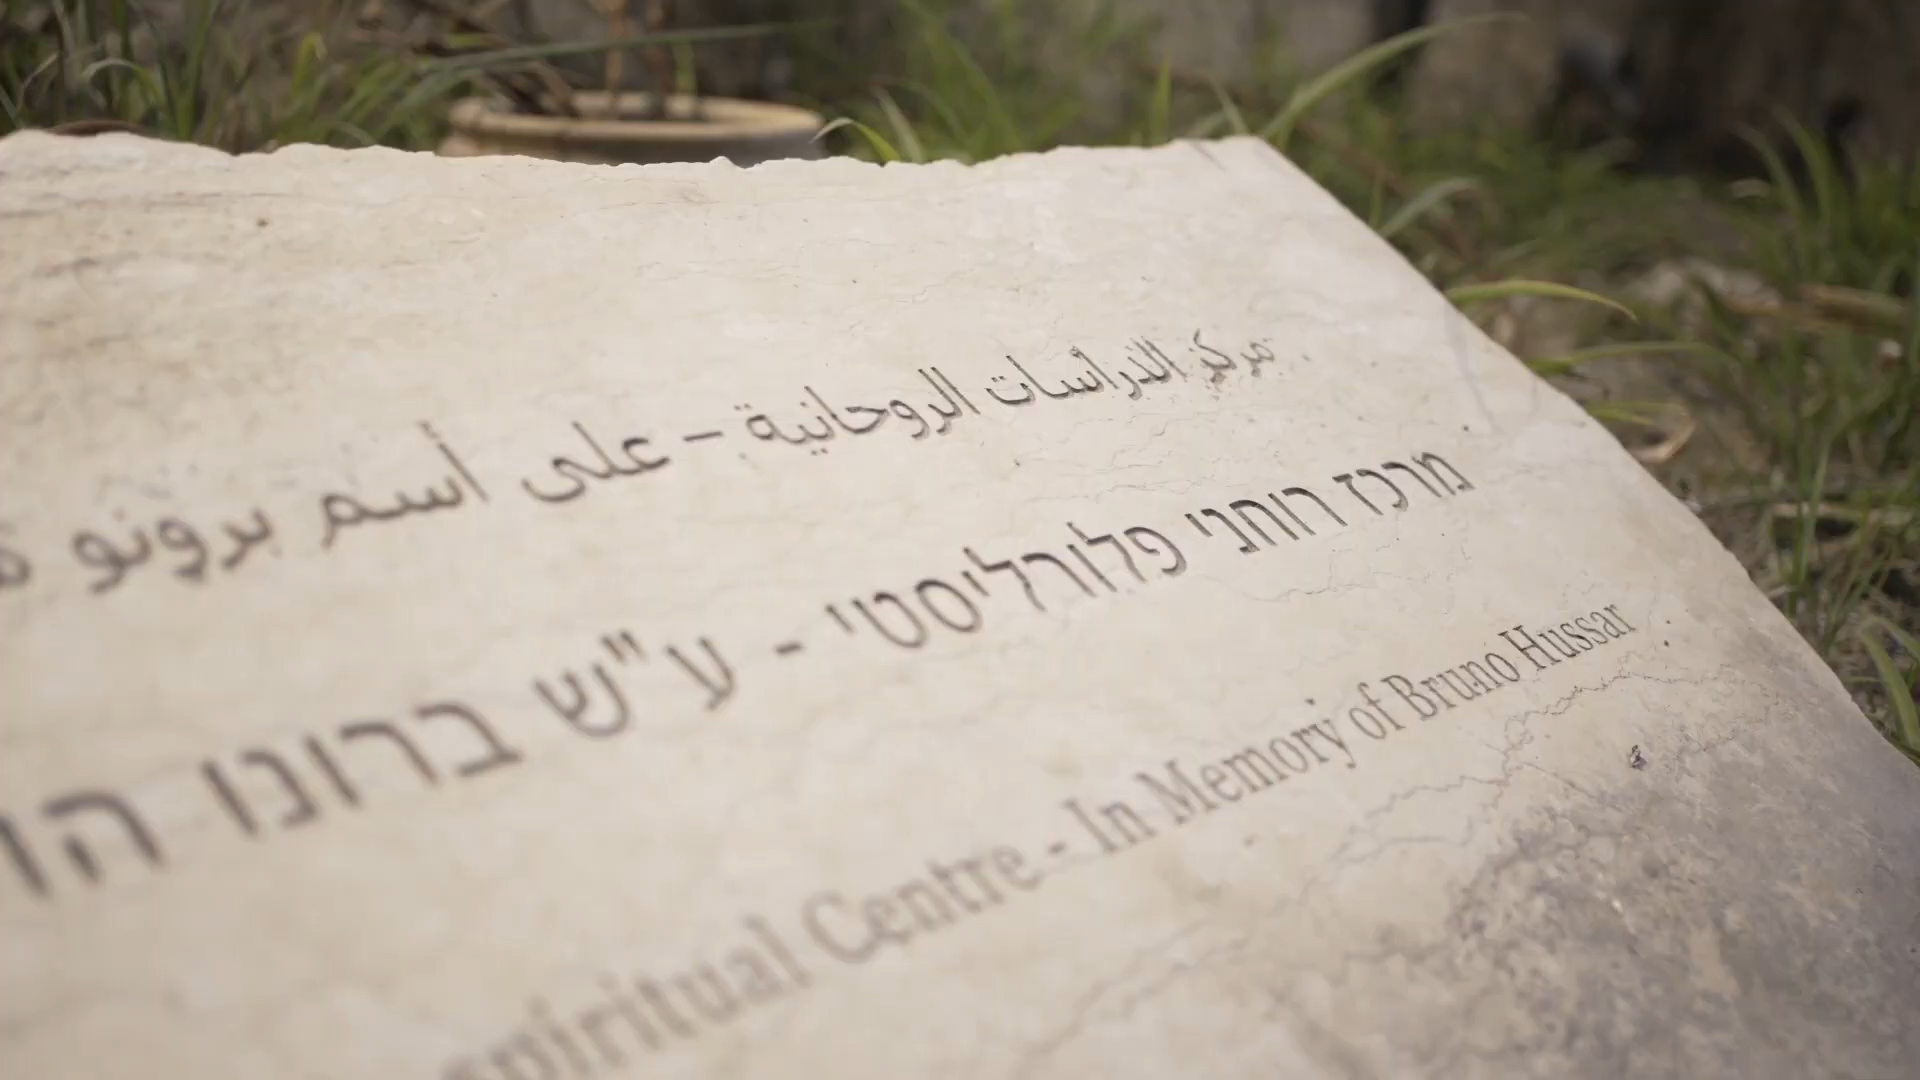 مركز الدراسات الروحانية – على أسم برونو
מרכז רוחני פלורליסטי - ע"ש ברונו
Spiritual Centre - In Memory of Bruno Hussar